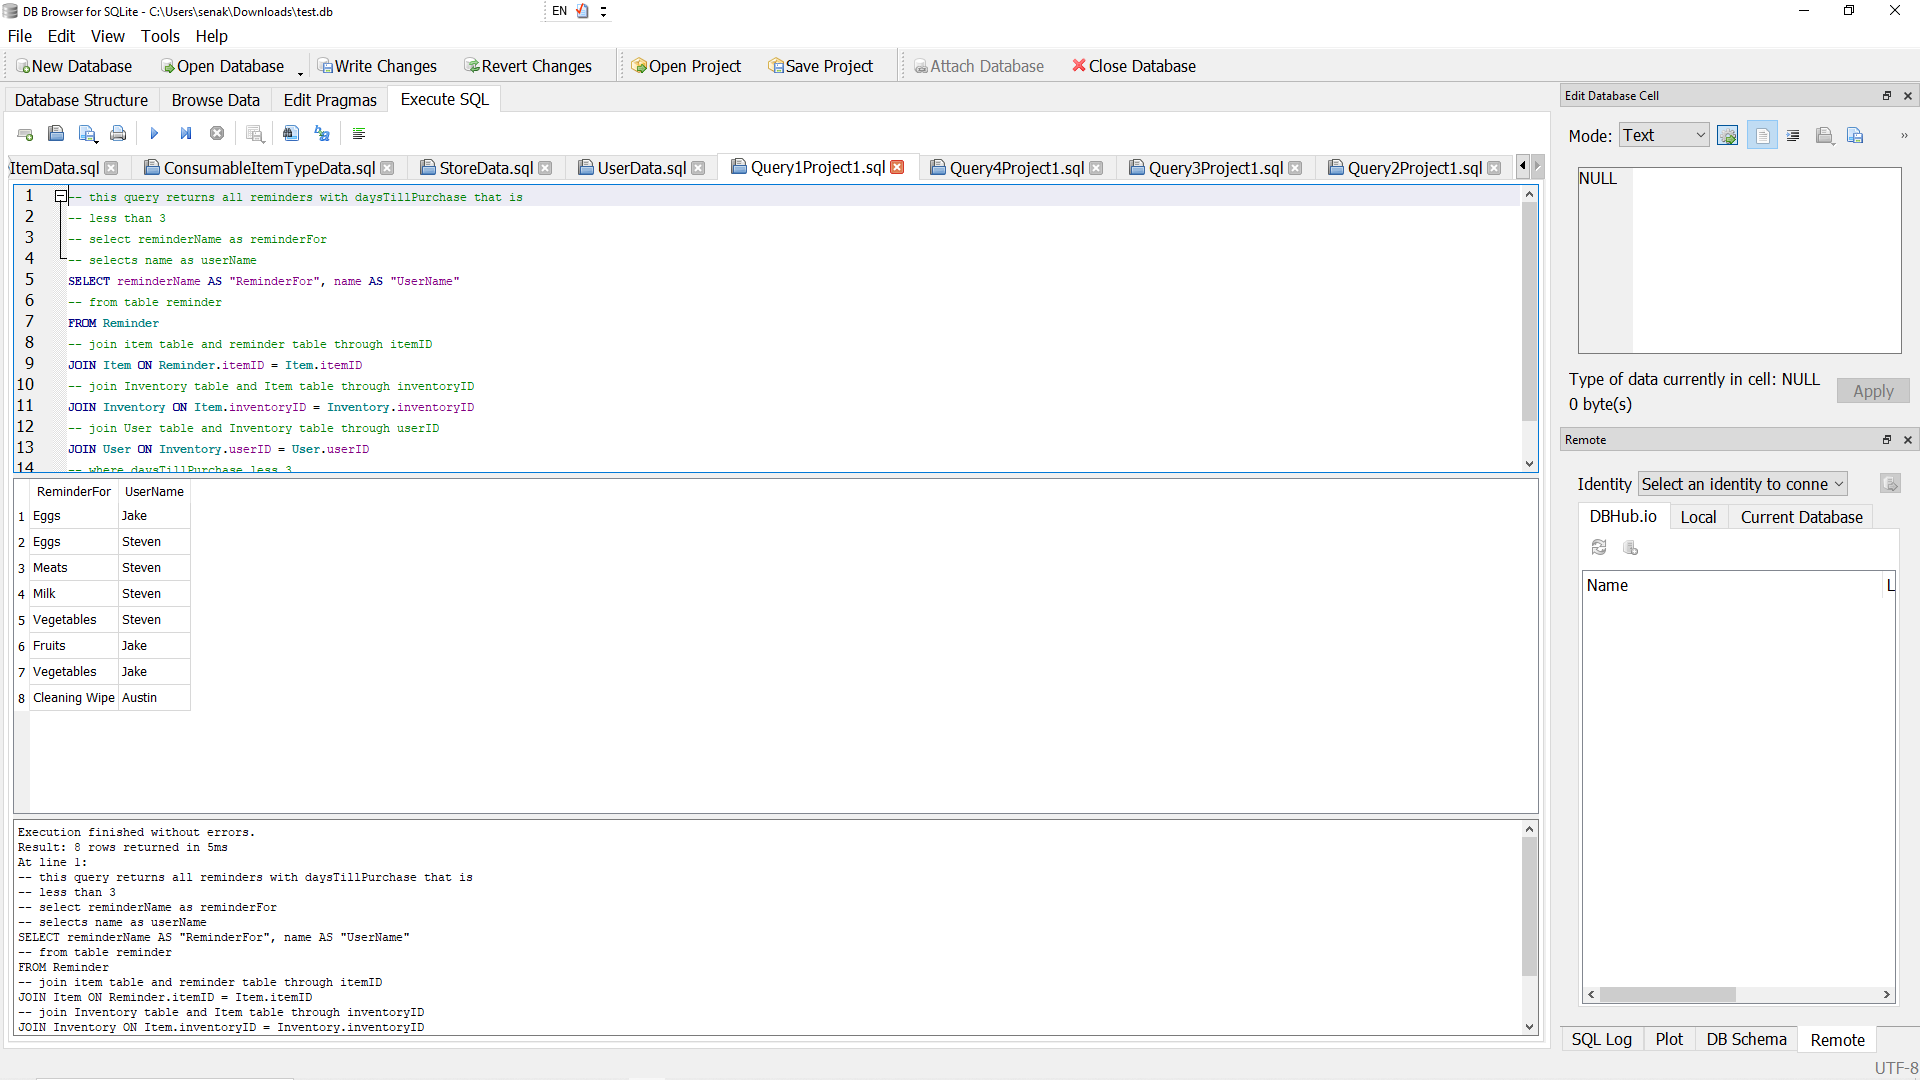 DB Browser for SQLite - C:\Users\senak\Downloads\test.db
EN
File Edit View Tools Help
New Database Open Database Write Changes Revert Changes Open Project Save Project Attach Database Close Database
Database Structure Browse Data Edit Pragmas Execute SQL
ItemData.sql ConsumableItemTypeData.sql StoreData.sql UserData.sql Query1Project1.sql Query4Project1.sql Query3Project1.sql Query2Project1.sql
1 -- this query returns all reminders with daysTillPurchase that is
2 -- less than 3
3 -- select reminderName as reminderFor
4 -- selects name as userName
5 SELECT reminderName AS "ReminderFor", name AS "UserName"
6 -- from table reminder
7 FROM Reminder
8 -- join item table and reminder table through itemID
9 JOIN Item ON Reminder.itemID = Item.itemID
10 -- join Inventory table and Item table through inventoryID
11 JOIN Inventory ON Item.inventoryID = Inventory.inventoryID
12 -- join User table and Inventory table through userID
13 JOIN User ON Inventory.userID = User.userID
14 -- where daysTillPurchase less 3
ReminderFor UserName
1 Eggs Jake
2 Eggs Steven
3 Meats Steven
4 Milk Steven
5 Vegetables Steven
6 Fruits Jake
7 Vegetables Jake
8 Cleaning Wipe Austin
Execution finished without errors.
Result: 8 rows returned in 5ms
At line 1:
-- this query returns all reminders with daysTillPurchase that is
-- less than 3
-- select reminderName as reminderFor
-- selects name as userName
SELECT reminderName AS "ReminderFor", name AS "UserName"
-- from table reminder
FROM Reminder
-- join item table and reminder table through itemID
JOIN Item ON Reminder.itemID = Item.itemID
-- join Inventory table and Item table through inventoryID
JOIN Inventory ON Item.inventoryID = Inventory.inventoryID
Edit Database Cell
Mode: Text
NULL
Type of data currently in cell: NULL
0 byte(s)
Apply
Remote
Identity Select an identity to conne
DBHub.io Local Current Database
Name L
SQL Log Plot DB Schema Remote
UTF-8